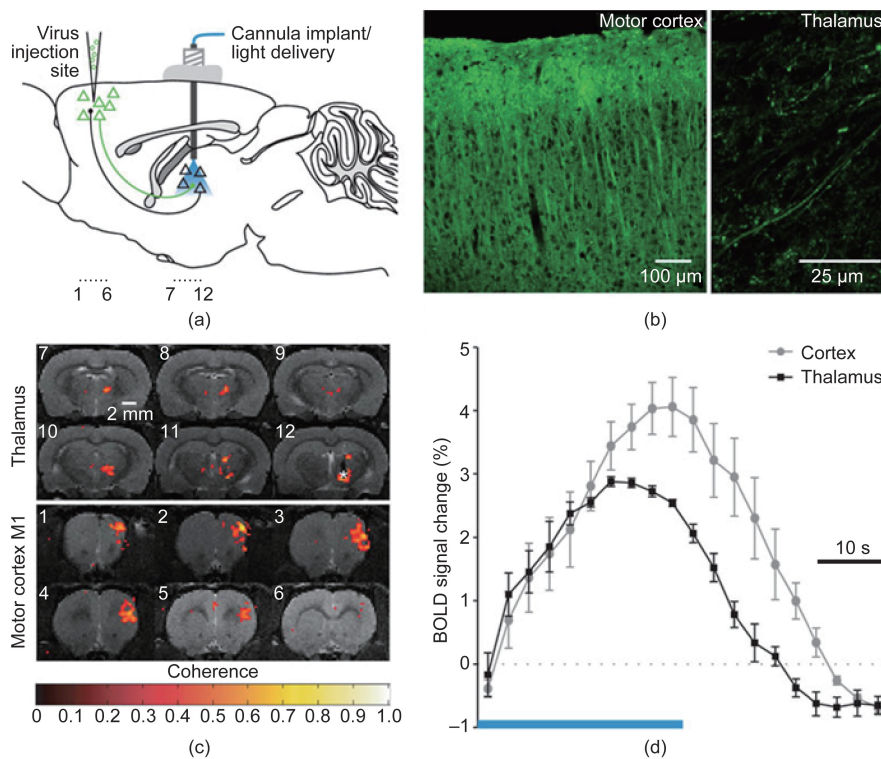 Virus
injection
site
Cannula implant/
light delivery
1 6 7 12
(a)
Motor cortex
100 µm
Thalamus
25 µm
(b)
Thalamus
7 8 9
2 mm
10 11 12
*
Motor cortex M1
1 2 3
4 5 6
Coherence
0 0.1 0.2 0.3 0.4 0.5 0.6 0.7 0.8 0.9 1.0
(c)
BOLD signal change (%)
5
4
3
2
1
0
–1
Cortex
Thalamus
10 s
(d)